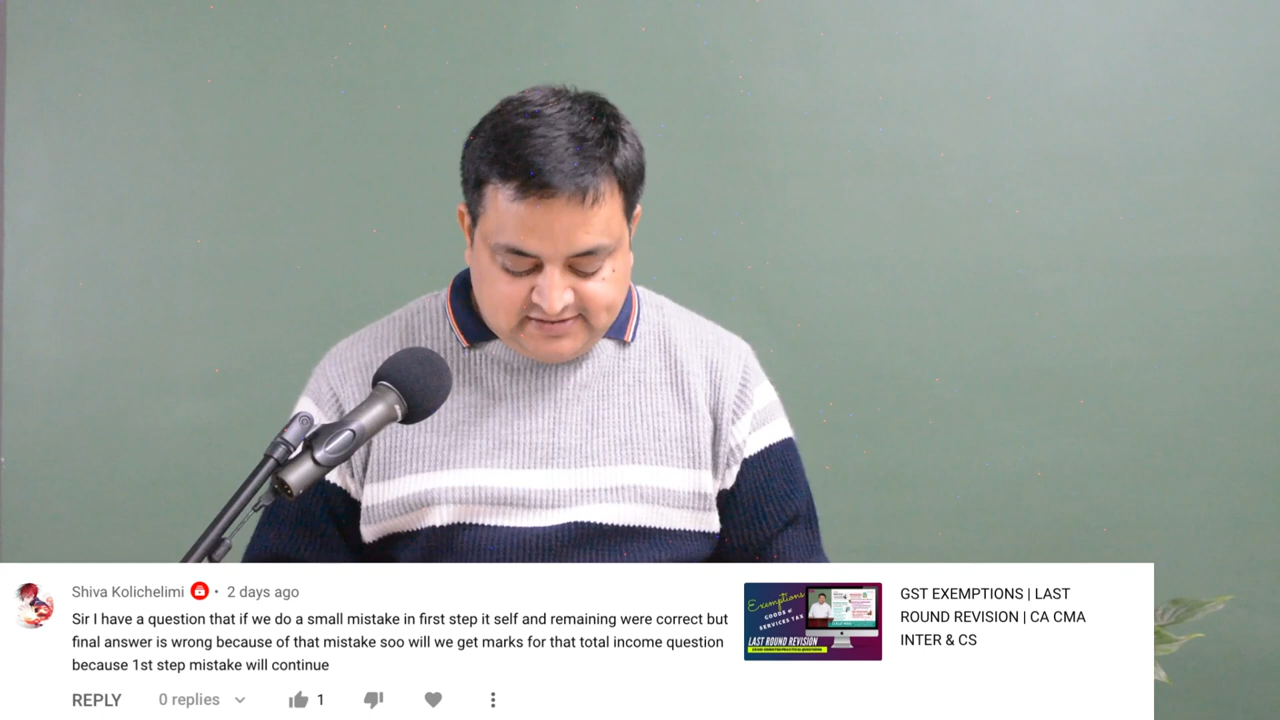 Shiva Kolichelimi • 2 days ago
Sir I have a question that if we do a small mistake in first step it self and remaining were correct but
final answer is wrong because of that mistake soo will we get marks for that total income question
because 1st step mistake will continue
REPLY 0 replies 1
Exemptions
GOODS &
SERVICES TAX
LAST ROUND REVISION
GST EXEMPTIONS | LAST
ROUND REVISION | CA CMA
INTER & CS